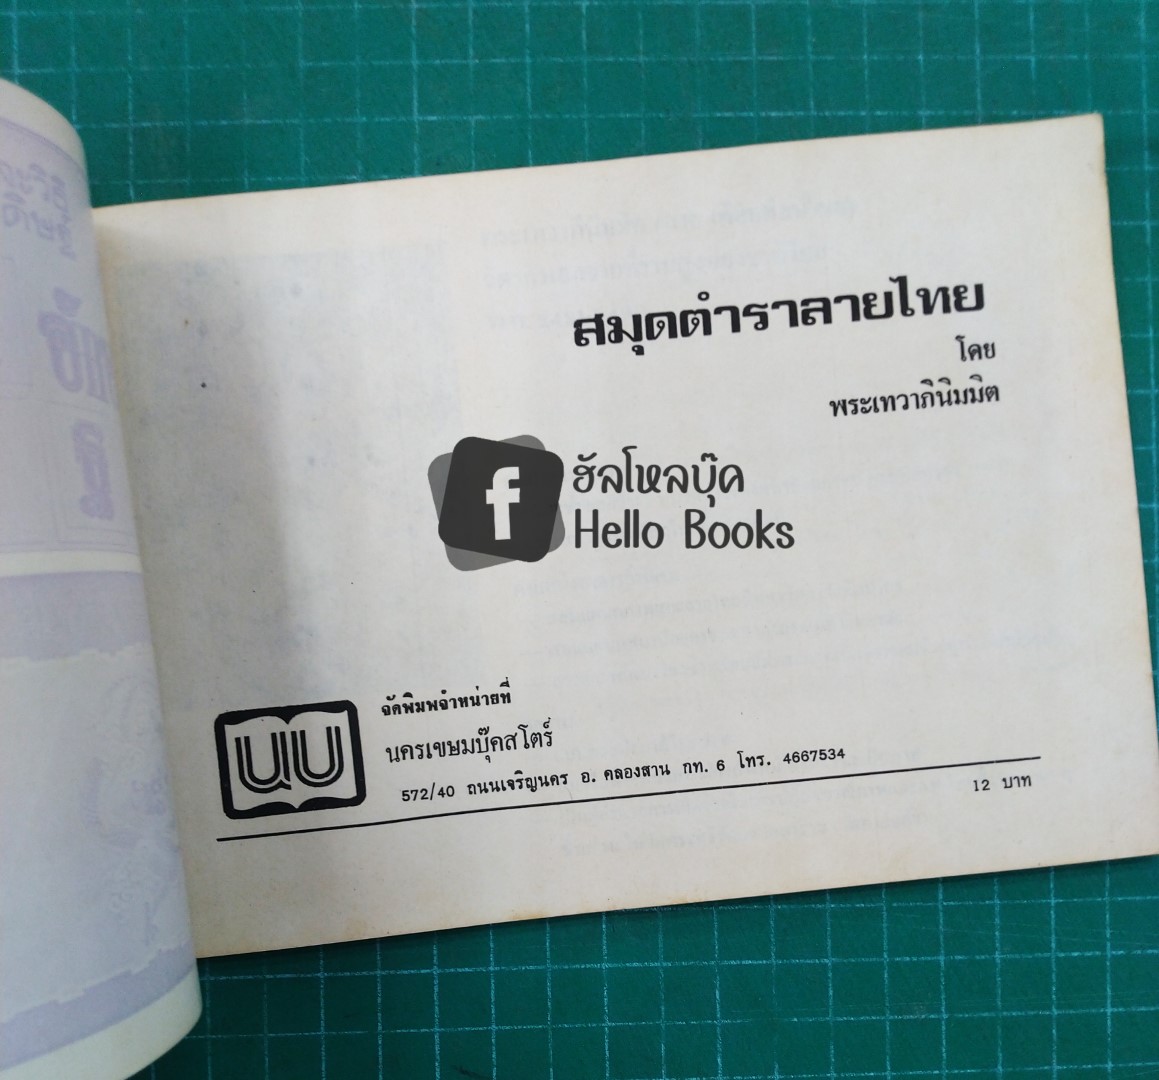 สมุดตำราลายไทย
โดย
พระเทวาภินิมมิต
f
ฮัลโหลบุ๊ค
Hello Books
นบ
จัดพิมพจำหน่ายที่
นครเขษมบุ๊คสโตร์
572/40 ถนนเจริญนคร อ. คลองสาน กท. 6 โทร. 4667534
12 บาท